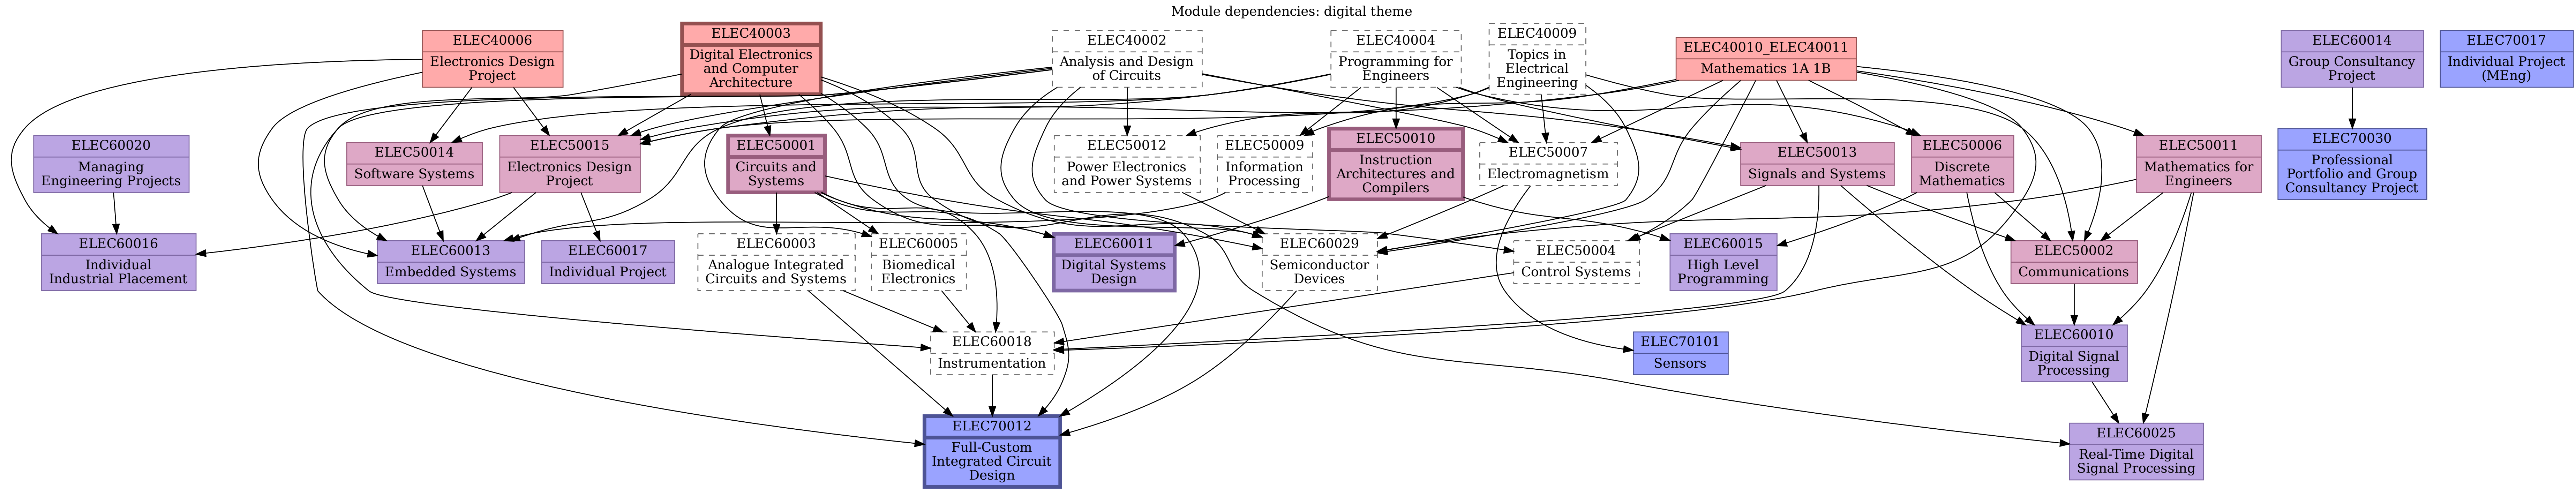 Module dependencies: digital theme
ELEC40006
Electronics Design
Project
ELEC40003
Digital Electronics
and Computer
Architecture
ELEC40002
Analysis and Design
of Circuits
ELEC40004
Programming for
Engineers
ELEC40009
Topics in
Electrical
Engineering
ELEC40010_ELEC40011
Mathematics 1A 1B
ELEC60014
Group Consultancy
Project
ELEC70017
Individual Project
(MEng)
ELEC60020
Managing
Engineering Projects
ELEC50014
Software Systems
ELEC50015
Electronics Design
Project
ELEC50001
Circuits and
Systems
ELEC50012
Power Electronics
and Power Systems
ELEC50009
Information
Processing
ELEC50010
Instruction
Architectures and
Compilers
ELEC50007
Electromagnetism
ELEC50013
Signals and Systems
ELEC50006
Discrete
Mathematics
ELEC50011
Mathematics for
Engineers
ELEC70030
Professional
Portfolio and Group
Consultancy Project
ELEC60016
Individual
Industrial Placement
ELEC60013
Embedded Systems
ELEC60017
Individual Project
ELEC60003
Analogue Integrated
Circuits and Systems
ELEC60005
Biomedical
Electronics
ELEC60011
Digital Systems
Design
ELEC60029
Semiconductor
Devices
ELEC50004
Control Systems
ELEC60015
High Level
Programming
ELEC50002
Communications
ELEC60018
Instrumentation
ELEC70101
Sensors
ELEC60010
Digital Signal
Processing
ELEC70012
Full-Custom
Integrated Circuit
Design
ELEC60025
Real-Time Digital
Signal Processing